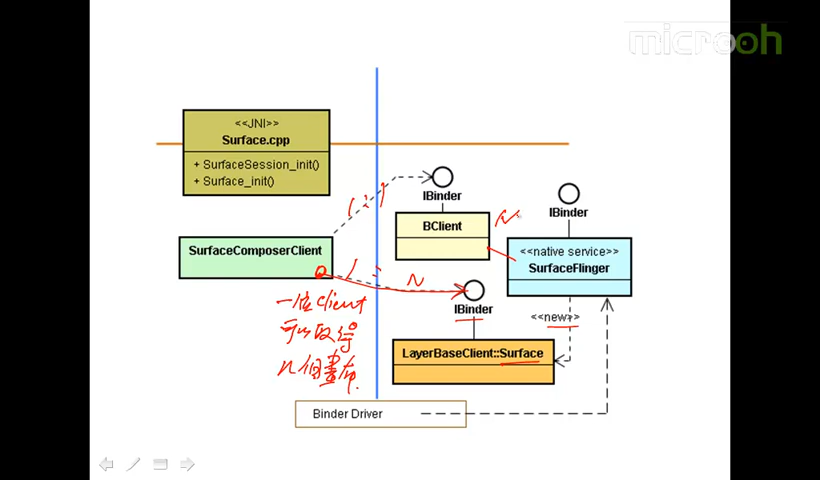 microoh
<<JNI>>
Surface.cpp
+ SurfaceSession_init()
+ Surface_init()
IBinder
IBinder
1:1
BClient
N
SurfaceComposerClient
<<native service>>
SurfaceFlinger
1 : N
一位client
可以取得
N個畫布
IBinder
<<new>>
LayerBaseClient::Surface
Binder Driver